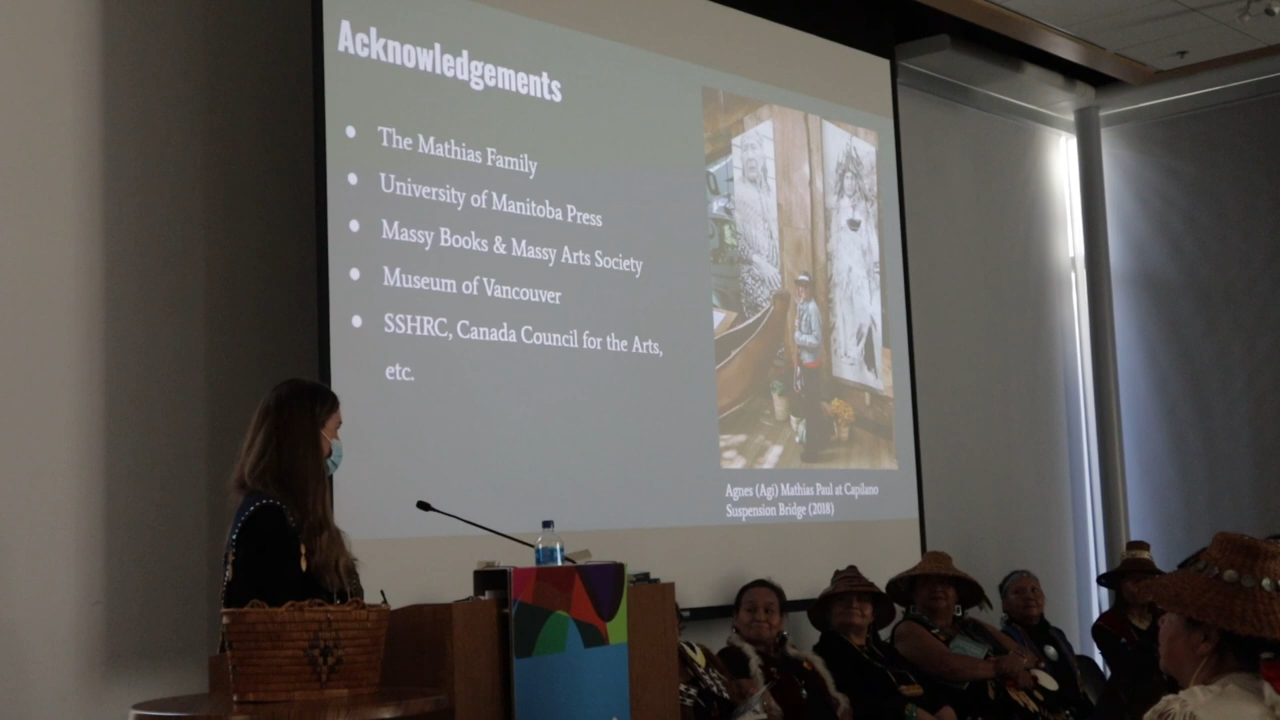 Acknowledgements
The Mathias Family
University of Manitoba Press
Massy Books & Massy Arts Society
Museum of Vancouver
SSHRC, Canada Council for the Arts,
etc.
Agnes (Agi) Mathias Paul at Capilano
Suspension Bridge (2018)